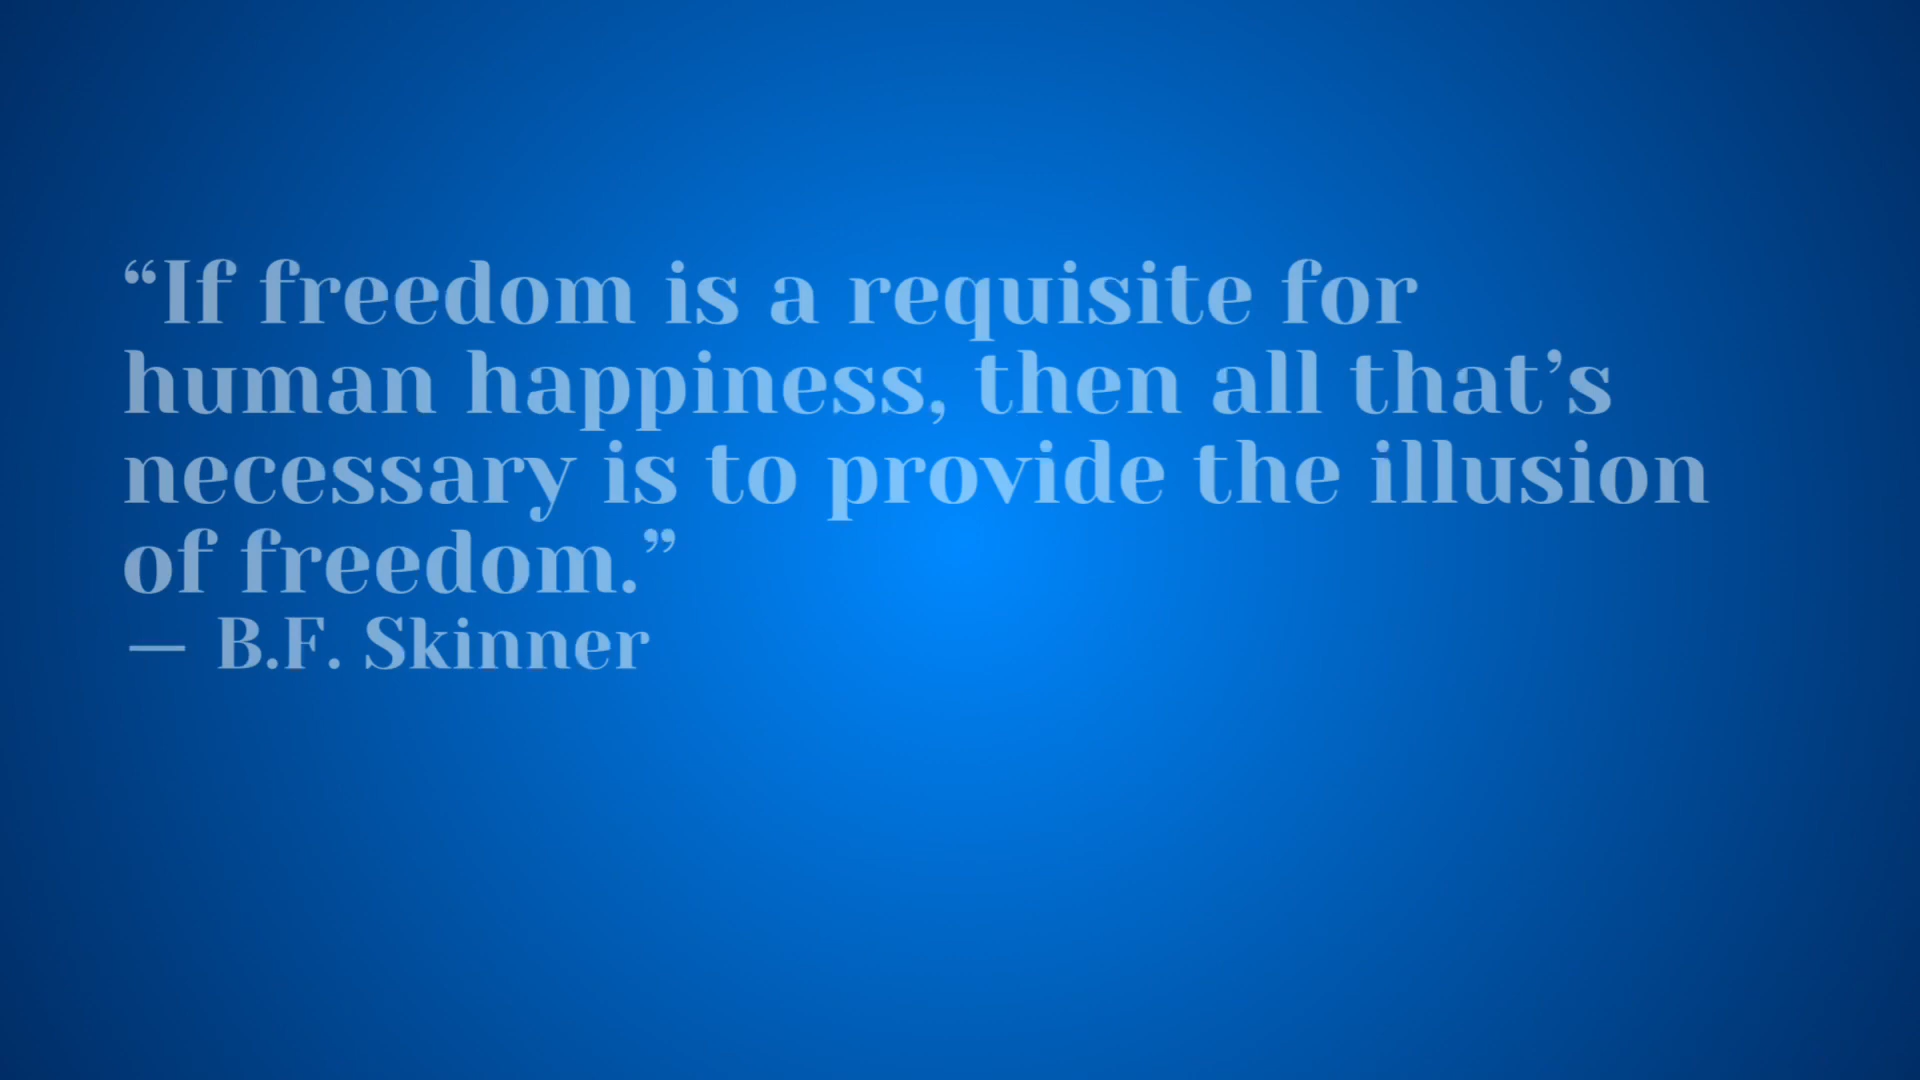 “If freedom is a requisite for
human happiness, then all that’s
necessary is to provide the illusion
of freedom.”
— B.F. Skinner